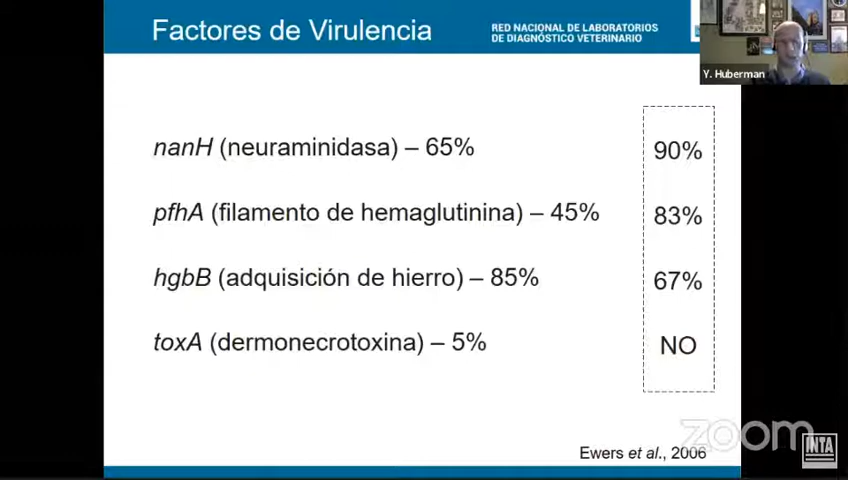 Factores de Virulencia
RED NACIONAL DE LABORATORIOS
DE DIAGNÓSTICO VETERINARIO
Y. Huberman
nanH (neuraminidasa) – 65%
90%
pfhA (filamento de hemaglutinina) – 45%
83%
hgbB (adquisición de hierro) – 85%
67%
toxA (dermonecrotoxina) – 5%
NO
zoom
INTA
Ewers et al., 2006